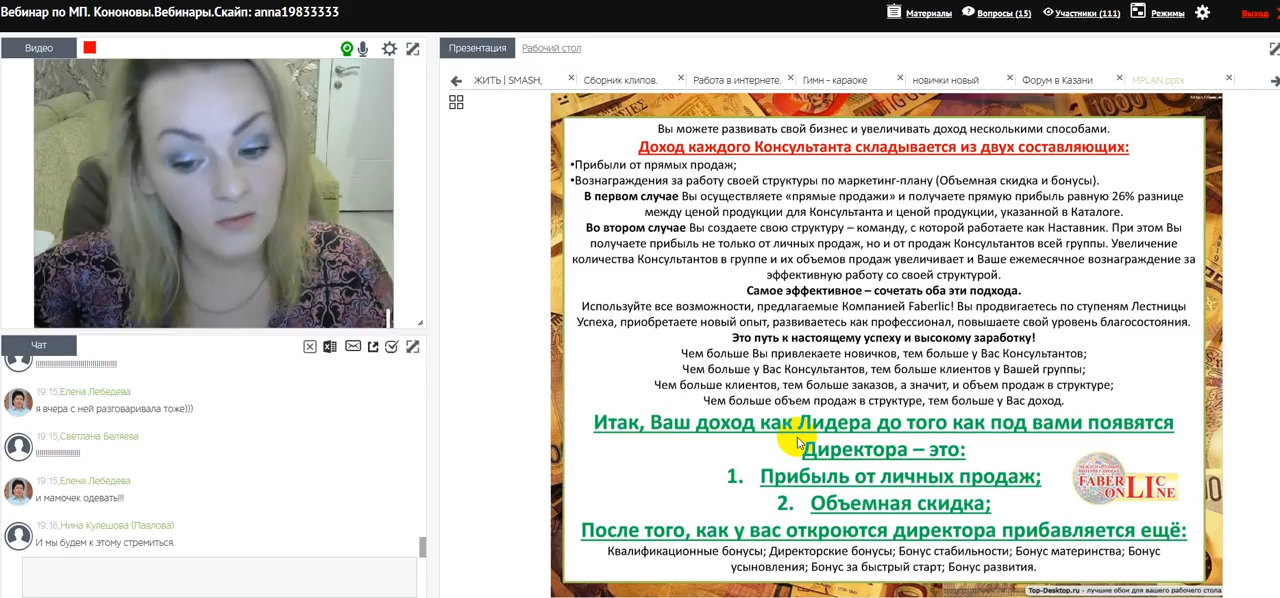 Вебинар по МП. Кононовы.Вебинары.Скайп: anna19833333
Материалы
Вопросы (15)
Участники (111)
Режимы
Выход
Видео
Презентация
Рабочий стол
ЖИТЬ | SMASH,
Сборник клипов.
Работа в интернете.
Гимн - караоке
новички новый
Форум в Казани
MPLAN.pptx
Вы можете развивать свой бизнес и увеличивать доход несколькими способами.
Доход каждого Консультанта складывается из двух составляющих:
•Прибыли от прямых продаж;
•Вознаграждения за работу своей структуры по маркетинг-плану (Объемная скидка и бонусы).
В первом случае Вы осуществляете «прямые продажи» и получаете прямую прибыль равную 26% разнице
между ценой продукции для Консультанта и ценой продукции, указанной в Каталоге.
Во втором случае Вы создаете свою структуру – команду, с которой работаете как Наставник. При этом Вы
получаете прибыль не только от личных продаж, но и от продаж Консультантов всей группы. Увеличение
количества Консультантов в группе и их объемов продаж увеличивает и Ваше ежемесячное вознаграждение за
эффективную работу со своей структурой.
Самое эффективное – сочетать оба эти подхода.
Используйте все возможности, предлагаемые Компанией Faberlic! Вы продвигаетесь по ступеням Лестницы
Успеха, приобретаете новый опыт, развиваетесь как профессионал, повышаете свой уровень благосостояния.
Это путь к настоящему успеху и высокому заработку!
Чем больше Вы привлекаете новичков, тем больше у Вас Консультантов;
Чем больше у Вас Консультантов, тем больше клиентов у Вашей группы;
Чем больше клиентов, тем больше заказов, а значит, и объем продаж в структуре;
Чем больше объем продаж в структуре, тем больше у Вас доход.
Итак, Ваш доход как Лидера до того как под вами появятся
Директора – это:
1. Прибыль от личных продаж;
2. Объемная скидка;
После того, как у вас откроются директора прибавляется ещё:
Квалификационные бонусы; Директорские бонусы; Бонус стабильности; Бонус материнства; Бонус
усыновления; Бонус за быстрый старт; Бонус развития.
FABERLIC
ONLINE
Top-Desktop.ru - лучшие обои для вашего рабочего стола
Чат
19:15,Елена Лебедева
я вчера с ней разговаривала тоже)))
19:15,Светлана Беляева
!!!!!!!!!!!!!!!!!!!!
19:15,Елена Лебедева
и мамочек одевать!!!
19:16,Нина Кулешова (Павлова)
И мы будем к этому стремиться.